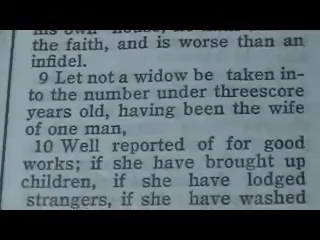 his own house, he
the faith, and is worse than an
infidel.
9 Let not a widow be taken in-
to the number under threescore
years old, having been the wife
of one man,
10 Well reported of for good
works; if she have brought up
children, if she have lodged
strangers, if she have washed